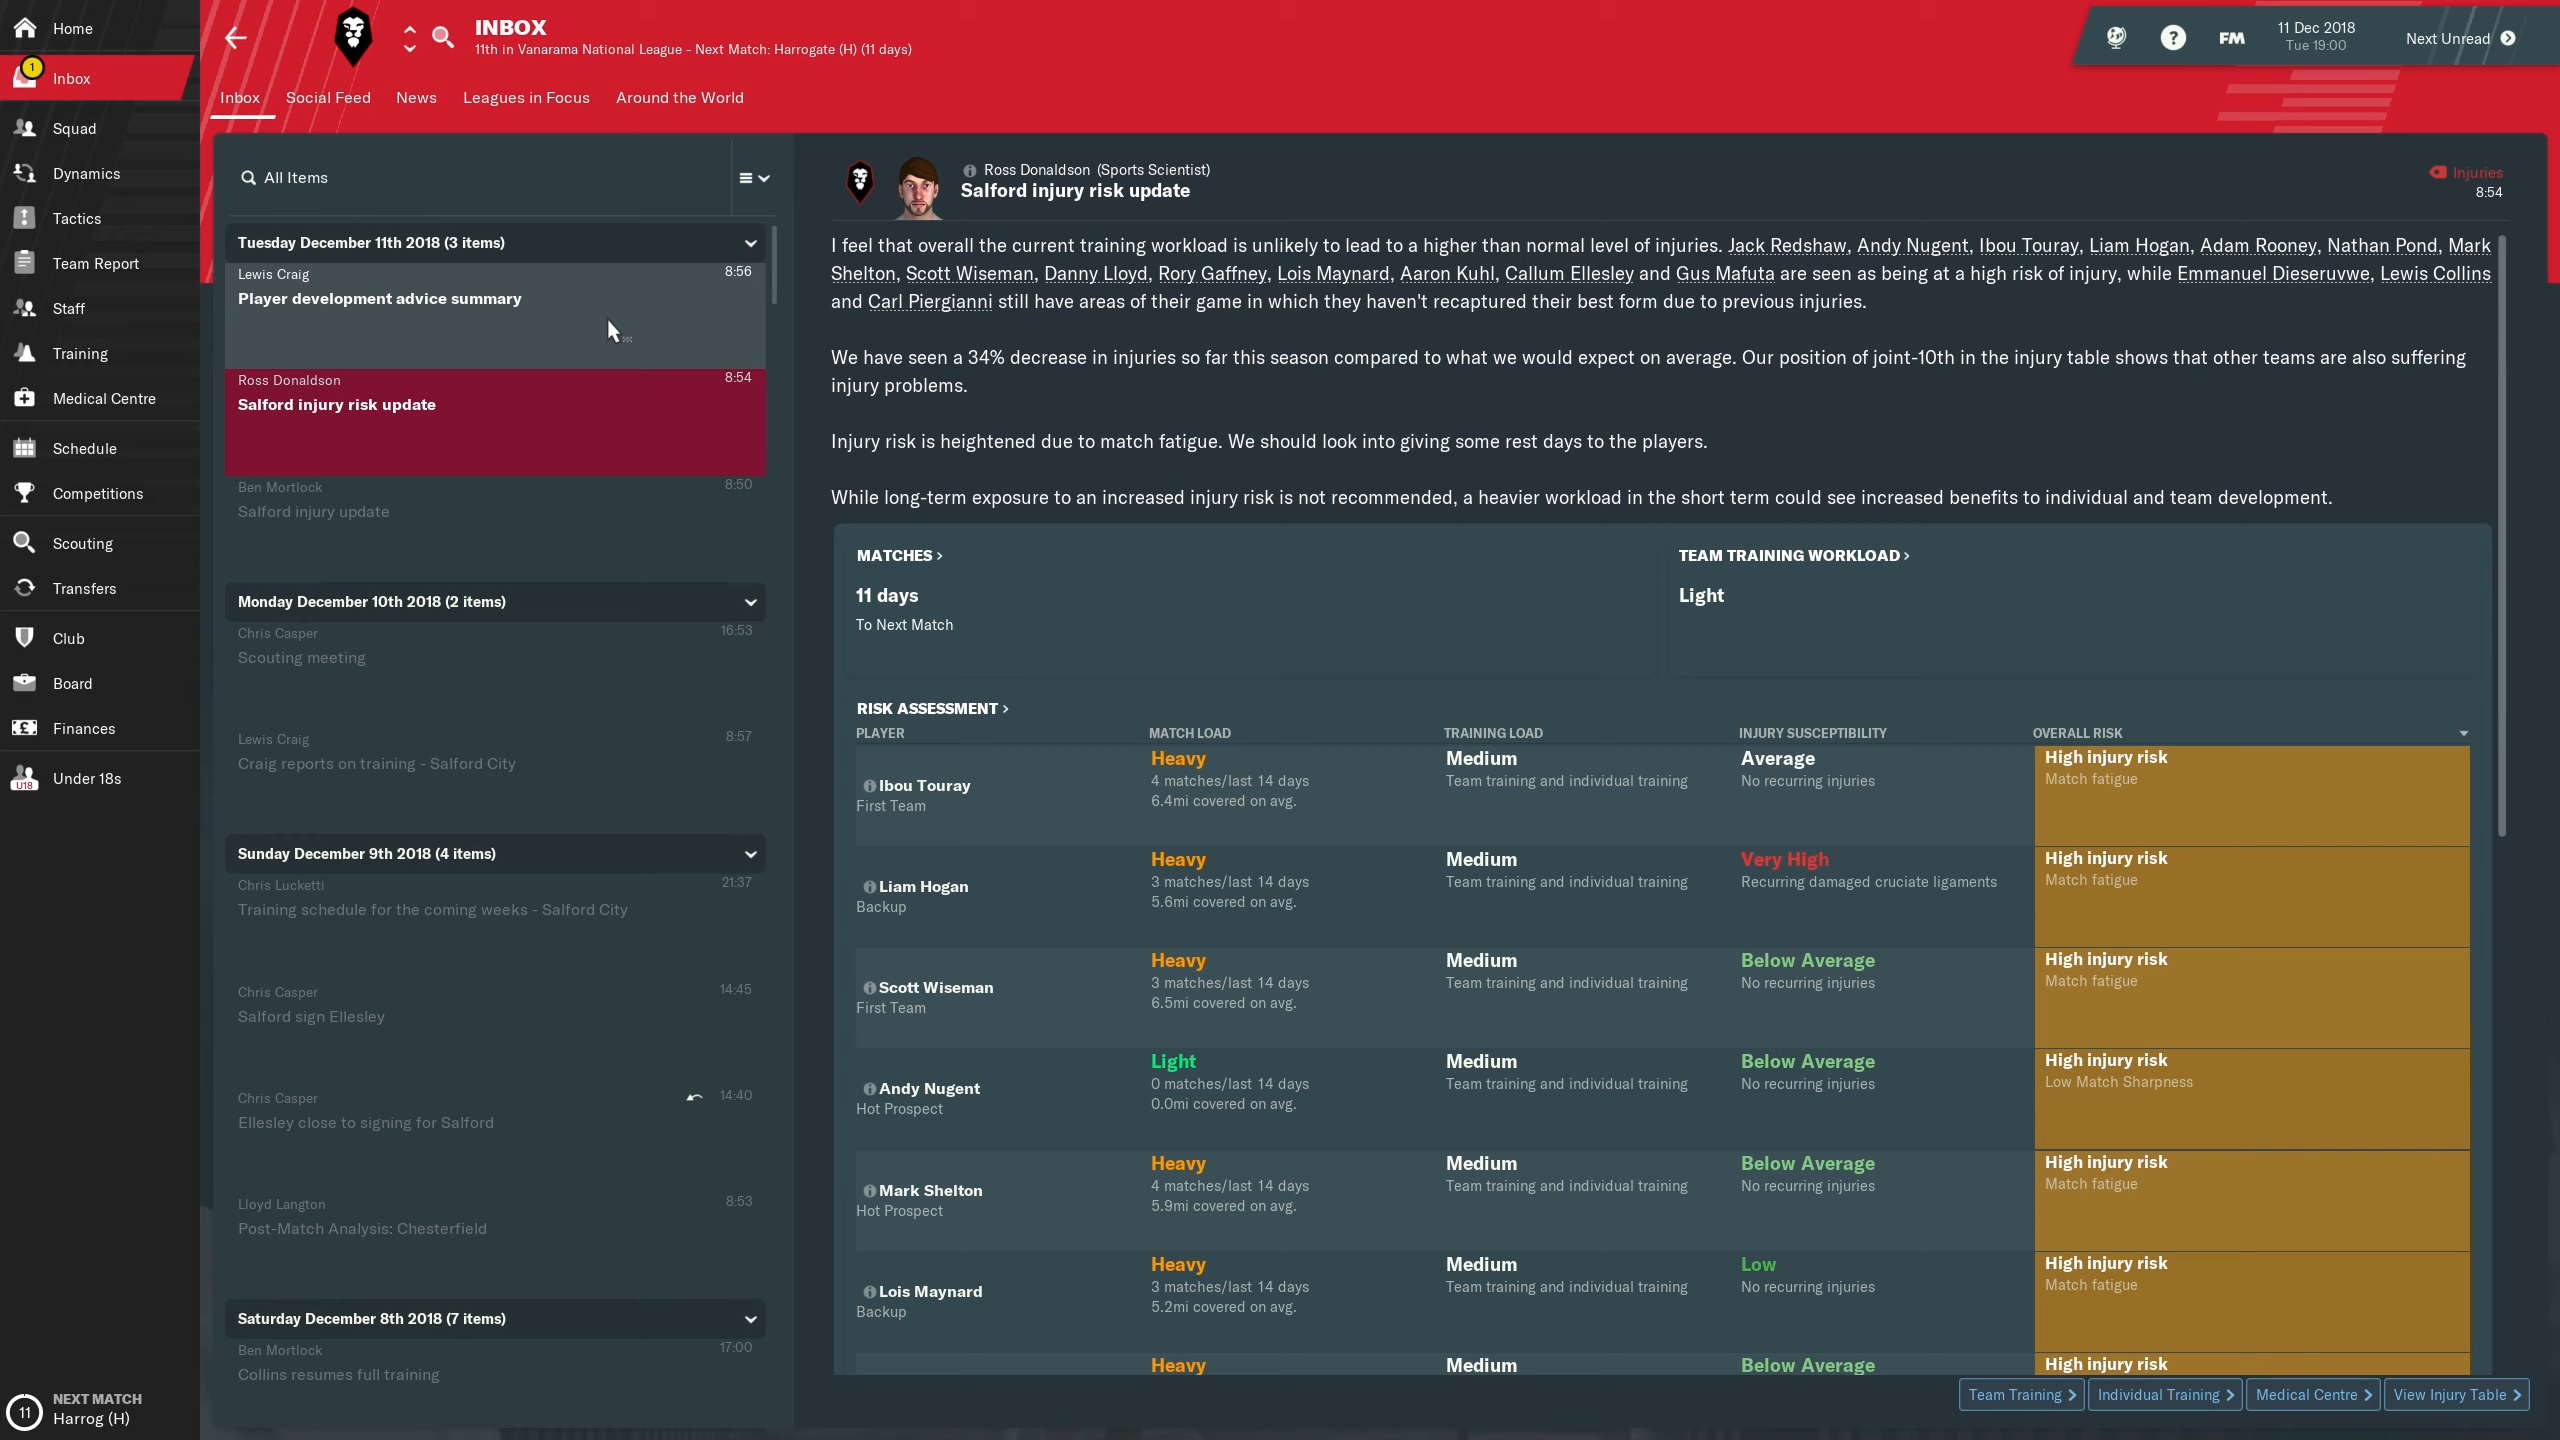 Home
1
Inbox
Squad
Dynamics
Tactics
Team Report
Staff
Training
Medical Centre
Schedule
Competitions
Scouting
Transfers
Club
Board
Finances
U18
Under 18s
NEXT MATCH
11
Harrog (H)
INBOX
11th in Vanarama National League - Next Match: Harrogate (H) (11 days)
Inbox Social Feed News Leagues in Focus Around the World
? FM
11 Dec 2018
Tue 19:00
Next Unread
All Items
Tuesday December 11th 2018 (3 items)
Lewis Craig 8:56
Player development advice summary
Ross Donaldson 8:54
Salford injury risk update
Ben Mortlock 8:50
Salford injury update
Monday December 10th 2018 (2 items)
Chris Casper 16:53
Scouting meeting
Lewis Craig 8:57
Craig reports on training - Salford City
Sunday December 9th 2018 (4 items)
Chris Lucketti 21:37
Training schedule for the coming weeks - Salford City
Chris Casper 14:45
Salford sign Ellesley
Chris Casper 14:40
Ellesley close to signing for Salford
Lloyd Langton 8:53
Post-Match Analysis: Chesterfield
Saturday December 8th 2018 (7 items)
Ben Mortlock 17:00
Collins resumes full training
Ross Donaldson (Sports Scientist)
Salford injury risk update
Injuries
8:54
I feel that overall the current training workload is unlikely to lead to a higher than normal level of injuries. Jack Redshaw, Andy Nugent, Ibou Touray, Liam Hogan, Adam Rooney, Nathan Pond, Mark
Shelton, Scott Wiseman, Danny Lloyd, Rory Gaffney, Lois Maynard, Aaron Kuhl, Callum Ellesley and Gus Mafuta are seen as being at a high risk of injury, while Emmanuel Dieseruvwe, Lewis Collins
and Carl Piergianni still have areas of their game in which they haven't recaptured their best form due to previous injuries.
We have seen a 34% decrease in injuries so far this season compared to what we would expect on average. Our position of joint-10th in the injury table shows that other teams are also suffering
injury problems.
Injury risk is heightened due to match fatigue. We should look into giving some rest days to the players.
While long-term exposure to an increased injury risk is not recommended, a heavier workload in the short term could see increased benefits to individual and team development.
MATCHES >
11 days
To Next Match
TEAM TRAINING WORKLOAD >
Light
RISK ASSESSMENT >
PLAYER MATCH LOAD TRAINING LOAD INJURY SUSCEPTIBILITY OVERALL RISK
Ibou Touray
First Team
Heavy
4 matches/last 14 days
6.4mi covered on avg.
Medium
Team training and individual training
Average
No recurring injuries
High injury risk
Match fatigue
Liam Hogan
Backup
Heavy
3 matches/last 14 days
5.6mi covered on avg.
Medium
Team training and individual training
Very High
Recurring damaged cruciate ligaments
High injury risk
Match fatigue
Scott Wiseman
First Team
Heavy
3 matches/last 14 days
6.5mi covered on avg.
Medium
Team training and individual training
Below Average
No recurring injuries
High injury risk
Match fatigue
Andy Nugent
Hot Prospect
Light
0 matches/last 14 days
0.0mi covered on avg.
Medium
Team training and individual training
Below Average
No recurring injuries
High injury risk
Low Match Sharpness
Mark Shelton
Hot Prospect
Heavy
4 matches/last 14 days
5.9mi covered on avg.
Medium
Team training and individual training
Below Average
No recurring injuries
High injury risk
Match fatigue
Lois Maynard
Backup
Heavy
3 matches/last 14 days
5.2mi covered on avg.
Medium
Team training and individual training
Low
No recurring injuries
High injury risk
Match fatigue
Heavy Medium Below Average High injury risk
Team Training > Individual Training > Medical Centre > View Injury Table >